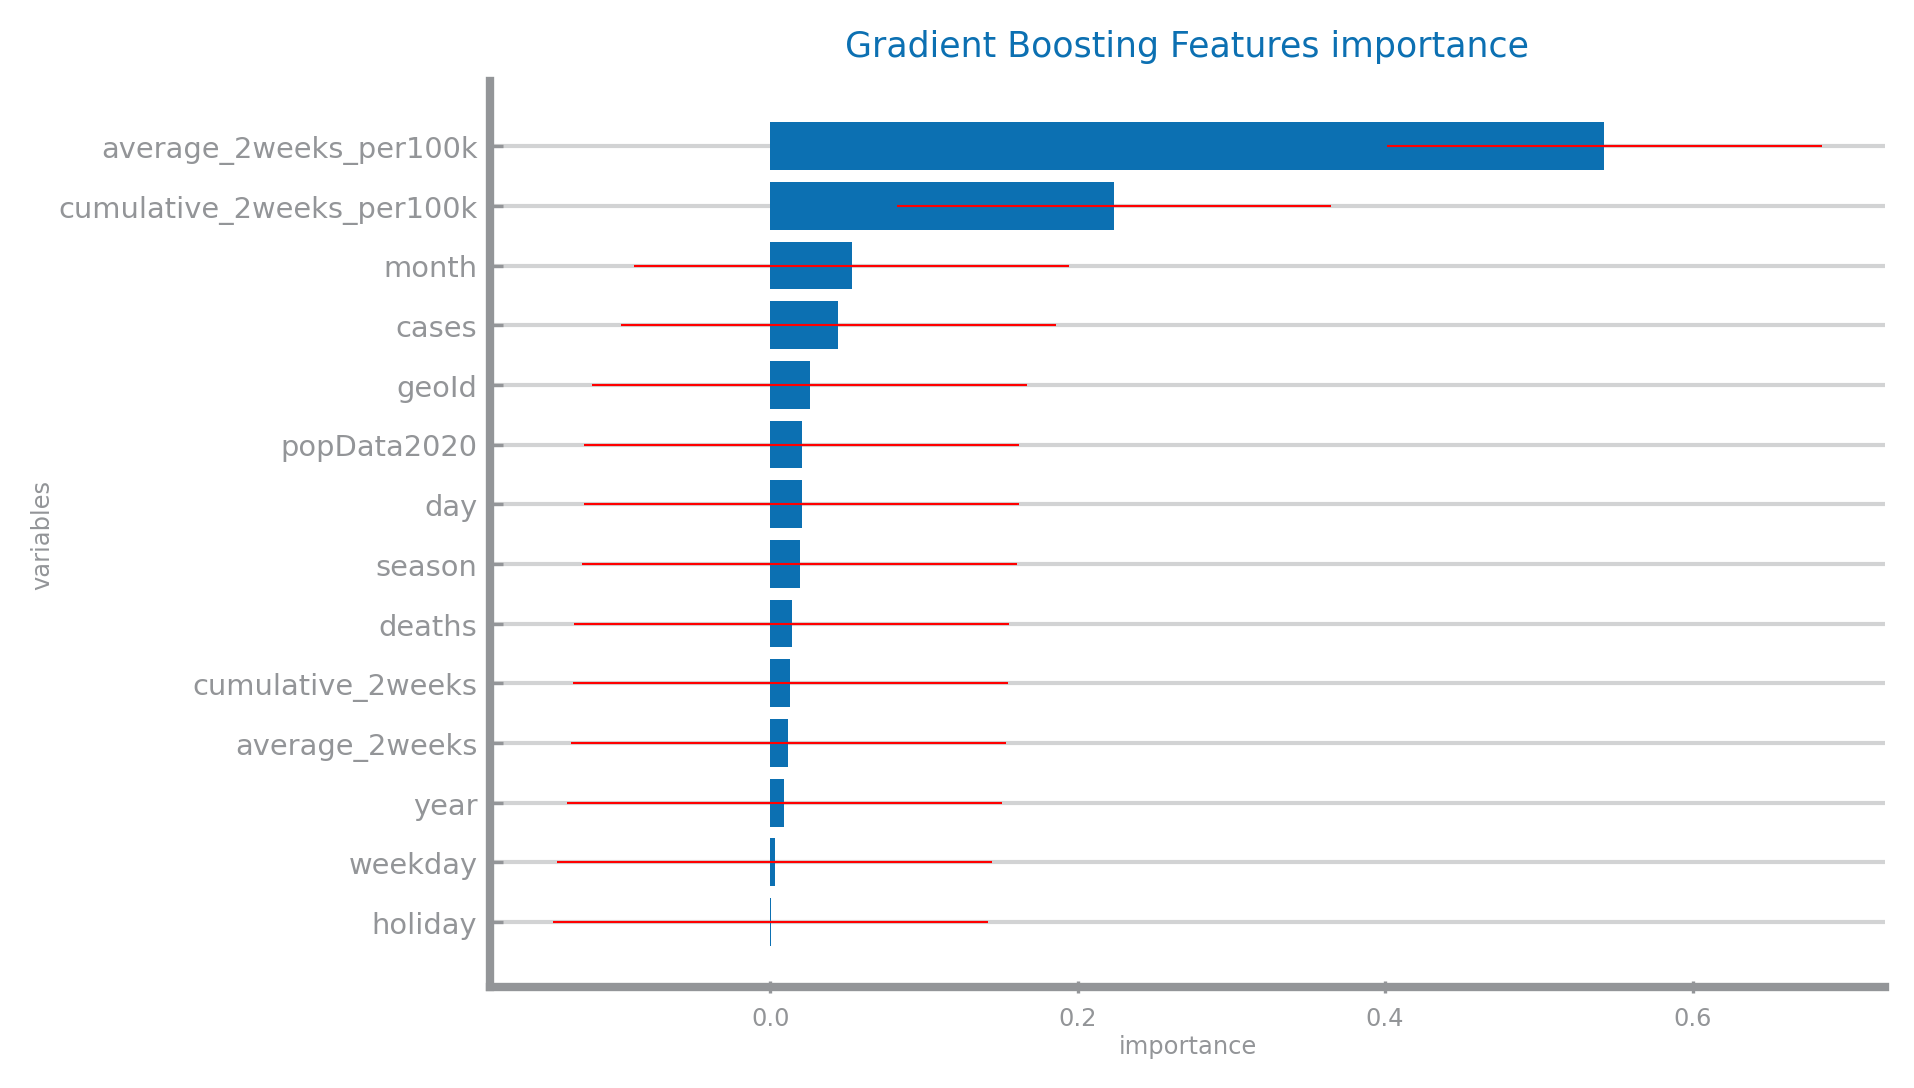 Gradient Boosting Features importance
average_2weeks_per100k
cumulative_2weeks_per100k
month
cases
geoId
popData2020
day
season
deaths
cumulative_2weeks
average_2weeks
year
weekday
holiday
variables
0.0 0.2 0.4 0.6
importance